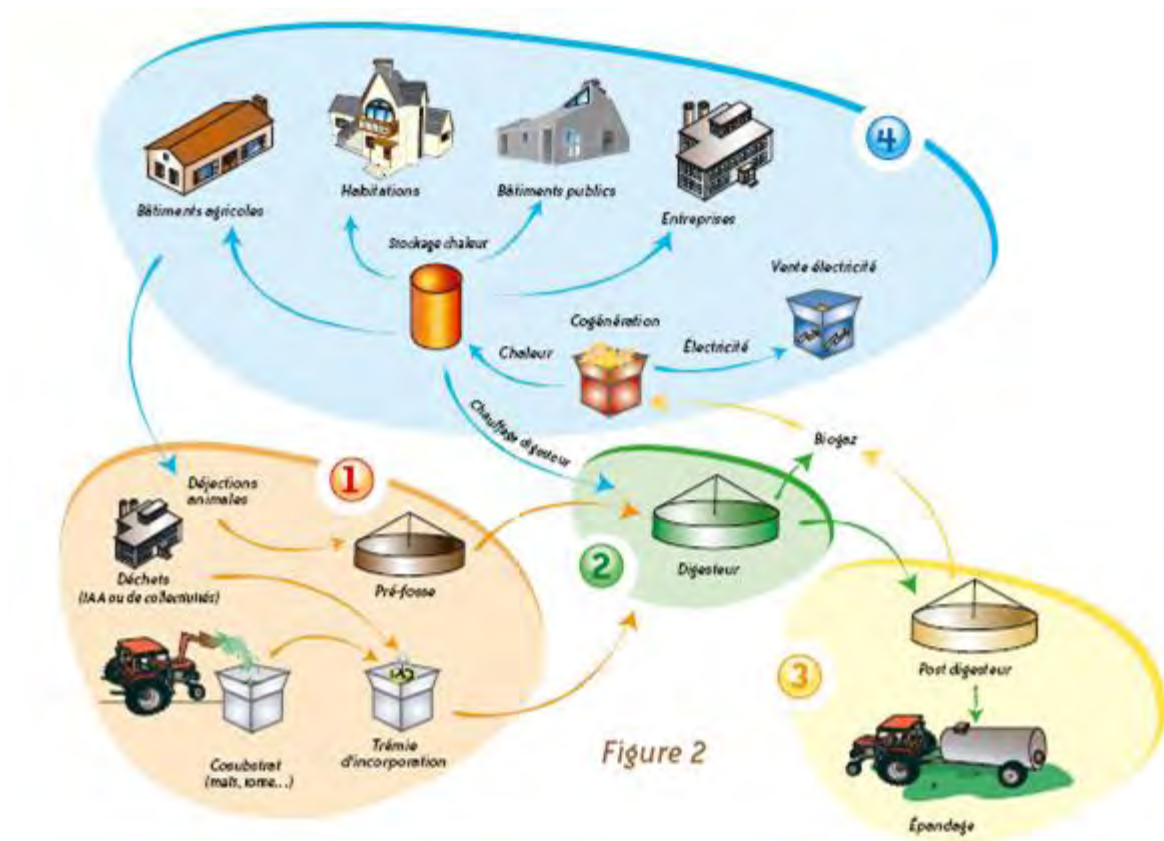 4
Habitations
Bâtiments publics
Bâtiments agricoles
Entreprises
Stockage chaleur
Vente électricité
Cogénération
Chaleur
Électricité
Chauffage digesteur
Biogaz
1
Déjections
animales
2
Digesteur
Déchets
(IAA ou de collectivités)
Pré-fosse
3
Post digesteur
Cosubstrat
Trémie
d'incorporation
Figure 2
Épandage